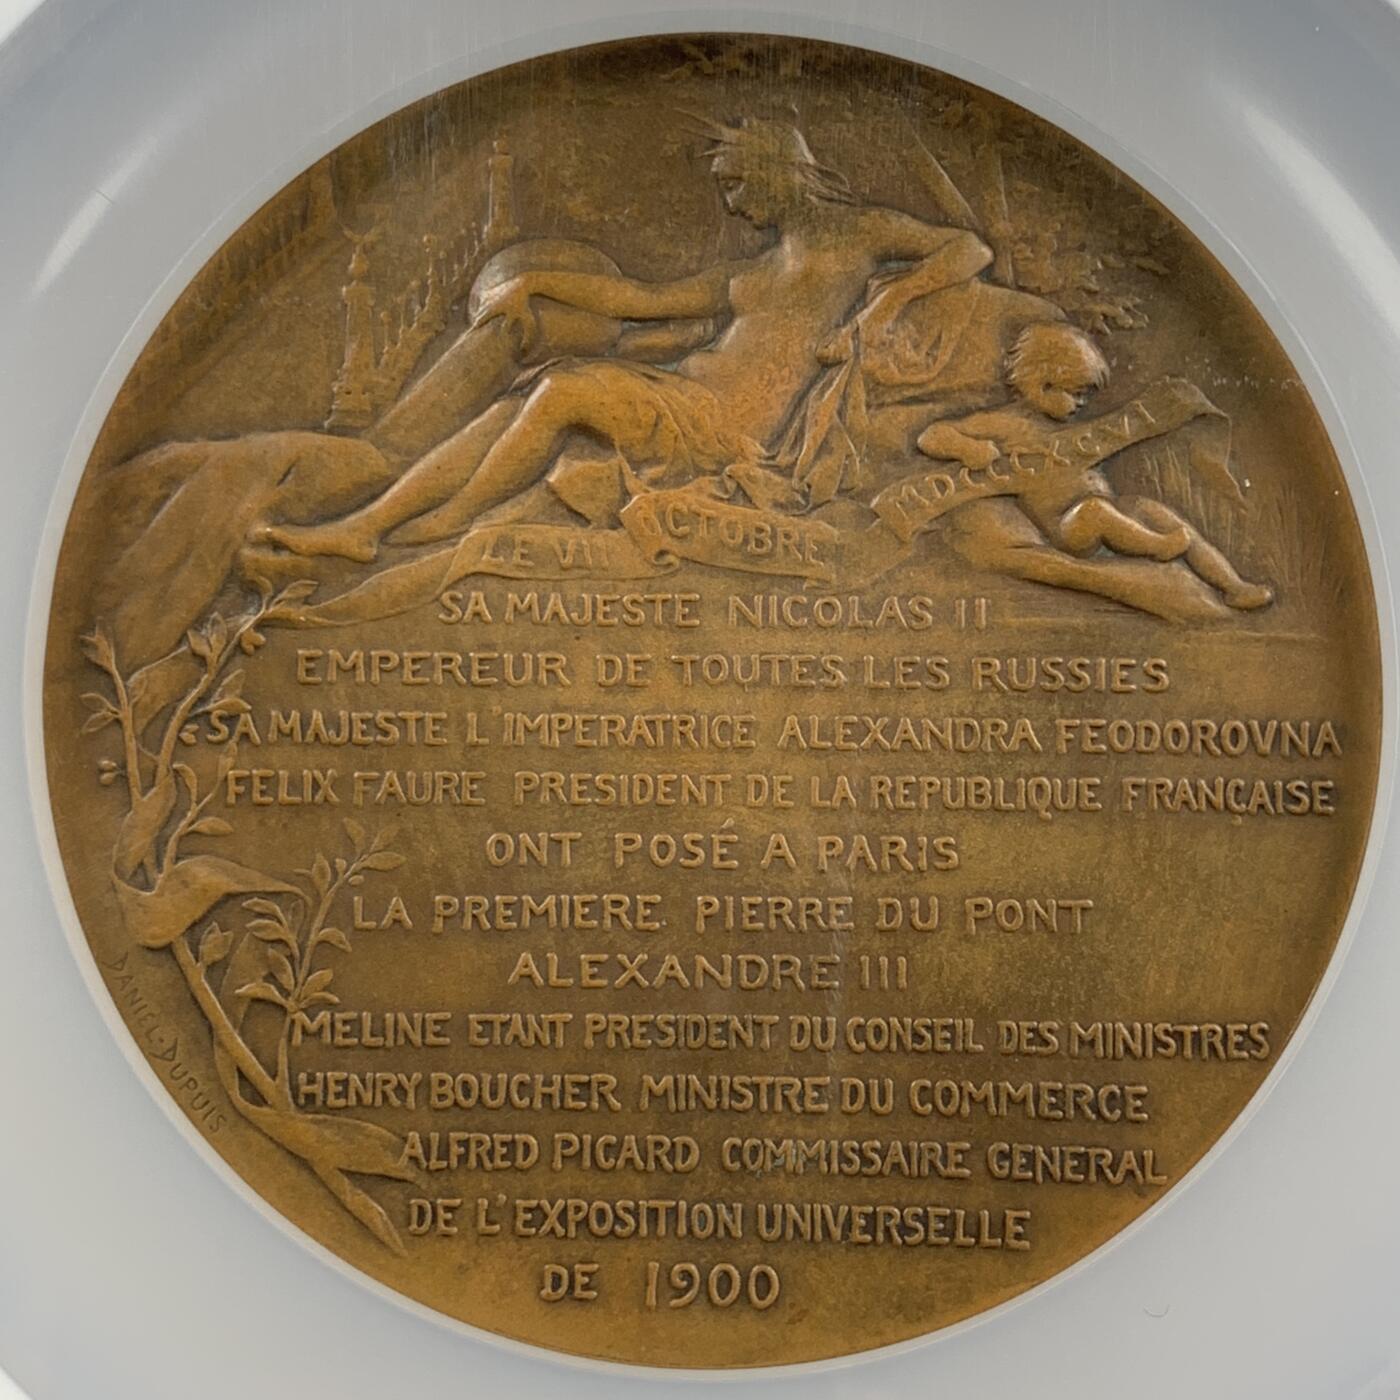 LE VII OCTOBRE MDCCCXCVI
SA MAJESTE NICOLAS II
EMPEREUR DE TOUTES LES RUSSIES
SA MAJESTE L'IMPERATRICE ALEXANDRA FEODOROVNA
FELIX FAURE PRESIDENT DE LA REPUBLIQUE FRANÇAISE
ONT POSÉ A PARIS
LA PREMIERE PIERRE DU PONT
ALEXANDRE III
MELINE ETANT PRESIDENT DU CONSEIL DES MINISTRES
HENRY BOUCHER MINISTRE DU COMMERCE
ALFRED PICARD COMMISSAIRE GENERAL
DE L'EXPOSITION UNIVERSELLE
DE 1900
DANIEL-DUPUIS